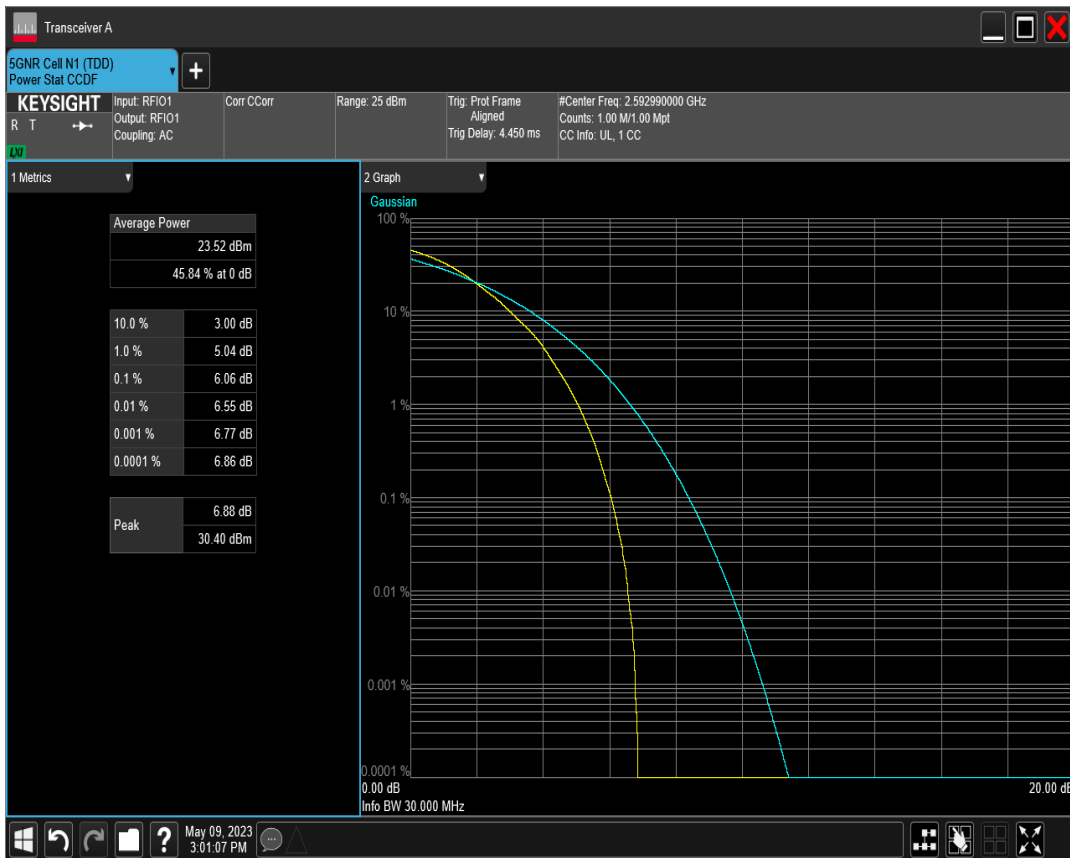 Transceiver A
5GNR Cell N1 (TDD)
Power Stat CCDF
KEYSIGHT
R T
LXI
Input: RFIO1
Output: RFIO1
Coupling: AC
Corr CCorr
Range: 25 dBm
Trig: Prot Frame
Aligned
Trig Delay: 4.450 ms
#Center Freq: 2.592990000 GHz
Counts: 1.00 M/1.00 Mpt
CC Info: UL, 1 CC
1 Metrics
Average Power
23.52 dBm
45.84 % at 0 dB
10.0 % 3.00 dB
1.0 % 5.04 dB
0.1 % 6.06 dB
0.01 % 6.55 dB
0.001 % 6.77 dB
0.0001 % 6.86 dB
Peak
6.88 dB
30.40 dBm
2 Graph
Gaussian
100 %
10 %
1 %
0.1 %
0.01 %
0.001 %
0.0001 %
0.00 dB 20.00 dB
Info BW 30.000 MHz
May 09, 2023
3:01:07 PM